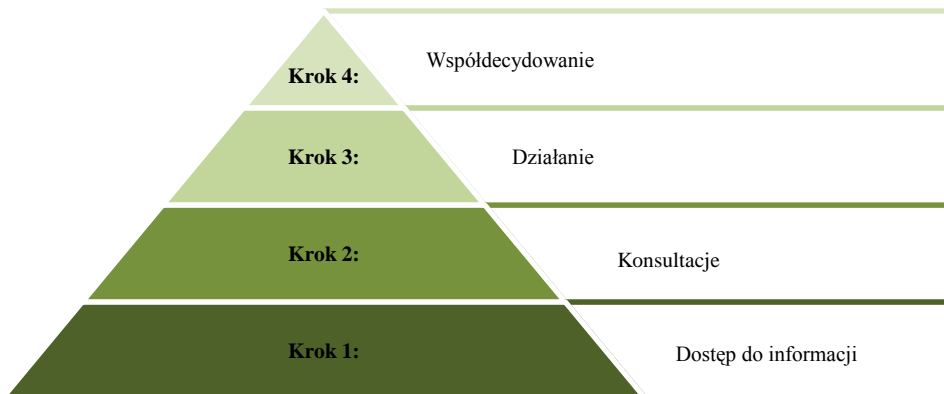 Krok 4:
Współdecydowanie
Krok 3:
Działanie
Krok 2:
Konsultacje
Krok 1:
Dostęp do informacji